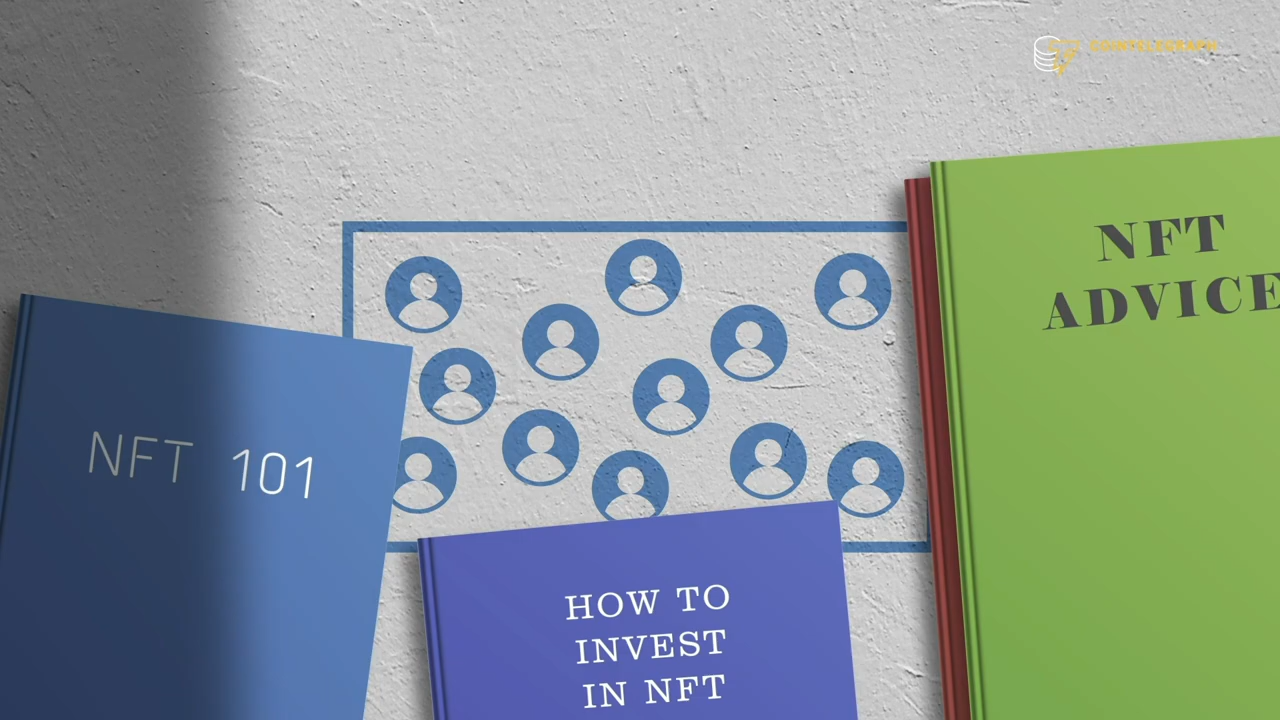 COINTELEGRAPH
NFT
ADVICE
NFT 101
HOW TO
INVEST
IN NFT